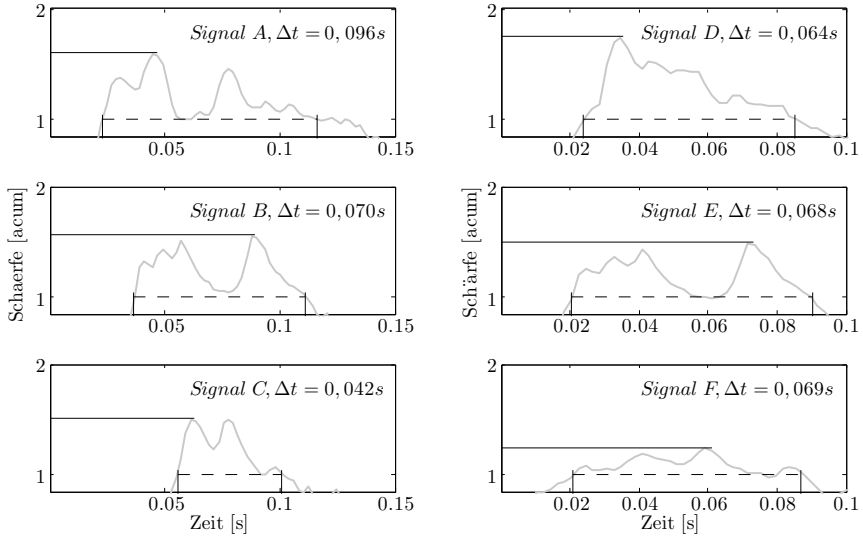 2
Signal A, Δt = 0, 096s
1
0.05 0.1 0.15
2
Signal D, Δt = 0, 064s
1
0.02 0.04 0.06 0.08 0.1
2
Signal B, Δt = 0, 070s
Schaerfe [acum]
1
0.05 0.1 0.15
2
Signal E, Δt = 0, 068s
Sch¨arfe [acum]
1
0.02 0.04 0.06 0.08 0.1
2
Signal C, Δt = 0, 042s
1
0.05 0.1 0.15
Zeit [s]
2
Signal F, Δt = 0, 069s
1
0.02 0.04 0.06 0.08 0.1
Zeit [s]